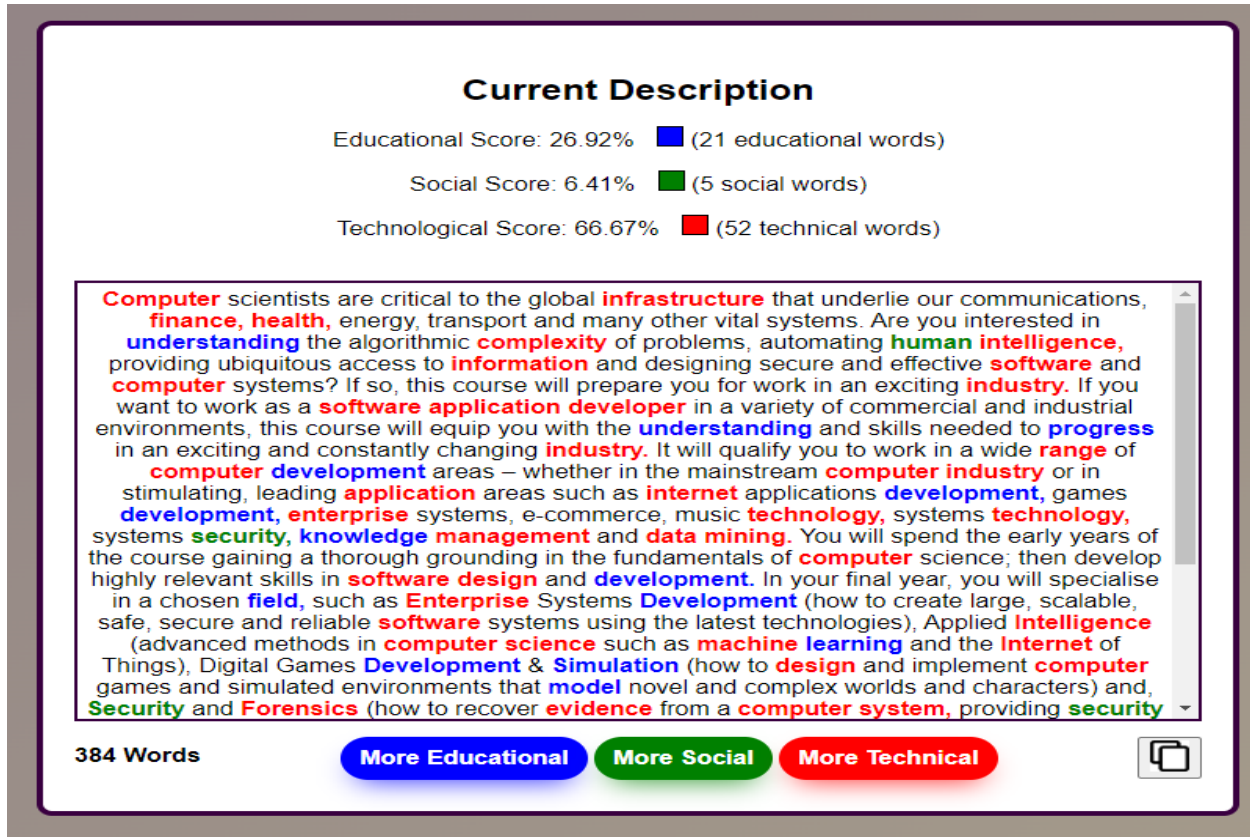 Current Description
Educational Score: 26.92% (21 educational words)
Social Score: 6.41% (5 social words)
Technological Score: 66.67% (52 technical words)
Computer scientists are critical to the global infrastructure that underlie our communications,
finance, health, energy, transport and many other vital systems. Are you interested in
understanding the algorithmic complexity of problems, automating human intelligence,
providing ubiquitous access to information and designing secure and effective software and
computer systems? If so, this course will prepare you for work in an exciting industry. If you
want to work as a software application developer in a variety of commercial and industrial
environments, this course will equip you with the understanding and skills needed to progress
in an exciting and constantly changing industry. It will qualify you to work in a wide range of
computer development areas – whether in the mainstream computer industry or in
stimulating, leading application areas such as internet applications development, games
development, enterprise systems, e-commerce, music technology, systems technology,
systems security, knowledge management and data mining. You will spend the early years of
the course gaining a thorough grounding in the fundamentals of computer science; then develop
highly relevant skills in software design and development. In your final year, you will specialise
in a chosen field, such as Enterprise Systems Development (how to create large, scalable,
safe, secure and reliable software systems using the latest technologies), Applied Intelligence
(advanced methods in computer science such as machine learning and the Internet of
Things), Digital Games Development & Simulation (how to design and implement computer
games and simulated environments that model novel and complex worlds and characters) and,
Security and Forensics (how to recover evidence from a computer system, providing security
384 Words
More Educational
More Social
More Technical